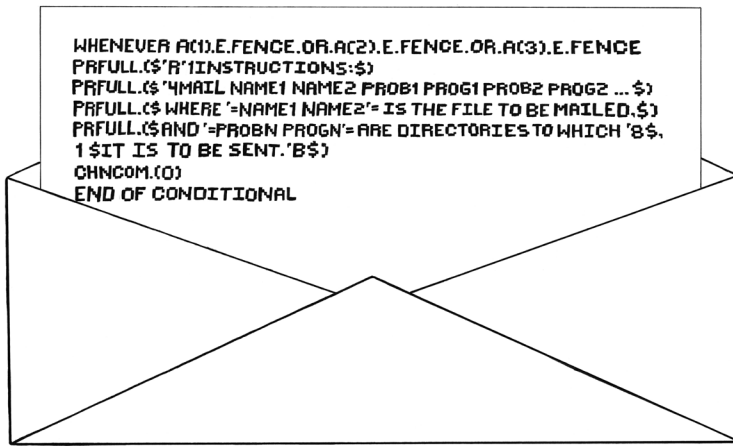 WHENEVER A(1).E.FENCE.OR.A(2).E.FENCE.OR.A(3).E.FENCE
PRFULL.($'R'1INSTRUCTIONS:$)
PRFULL.($'4MAIL NAME1 NAME2 PROB1 PROG1 PROB2 PROG2 ...$)
PRFULL.($ WHERE '=NAME1 NAME2'= IS THE FILE TO BE MAILED,$)
PRFULL.($AND '=PROBN PROGN'= ARE DIRECTORIES TO WHICH '8$,
1 $IT IS TO BE SENT.'B$)
CHNCOM.(0)
END OF CONDITIONAL